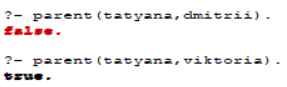 ?- parent(tatyana,dmitrii).
false.
?- parent(tatyana,viktoria).
true.